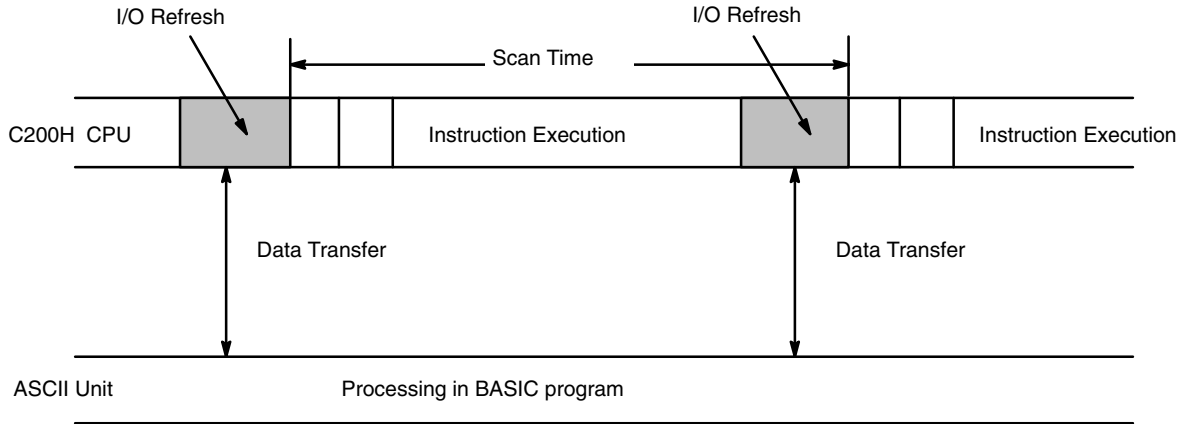 I/O Refresh
I/O Refresh
Scan Time
C200H CPU
Instruction Execution
Instruction Execution
Data Transfer
Data Transfer
ASCII Unit
Processing in BASIC program